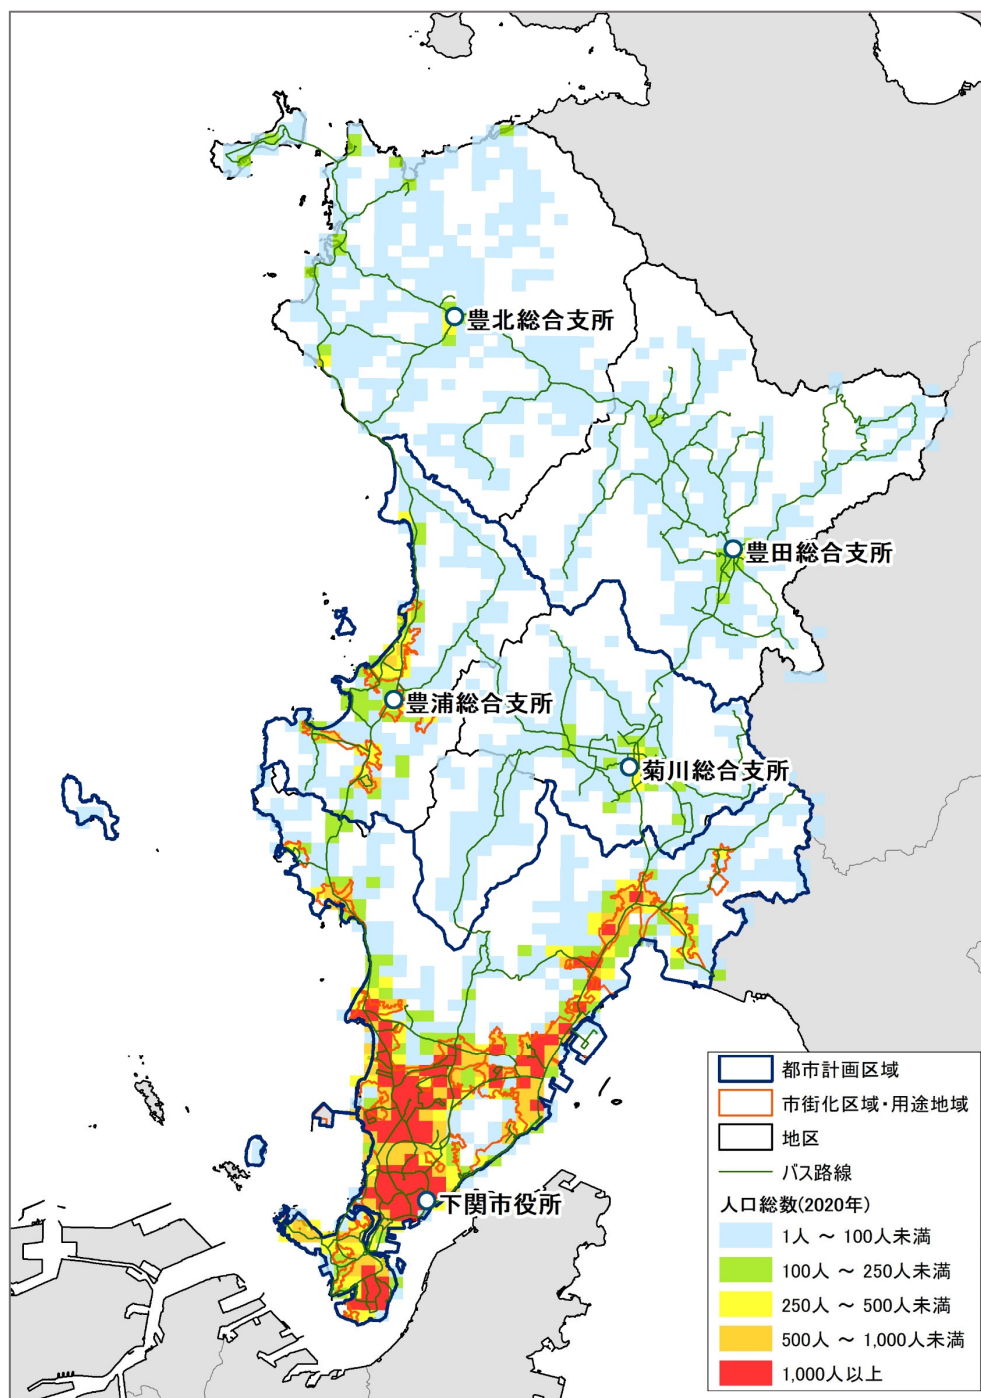 豊北総合支所
豊田総合支所
豊浦総合支所
菊川総合支所
下関市役所
都市計画区域
市街化区域・用途地域
地区
バス路線
人口総数(2020年)
1人 ～ 100人未満
100人 ～ 250人未満
250人 ～ 500人未満
500人 ～ 1,000人未満
1,000人以上